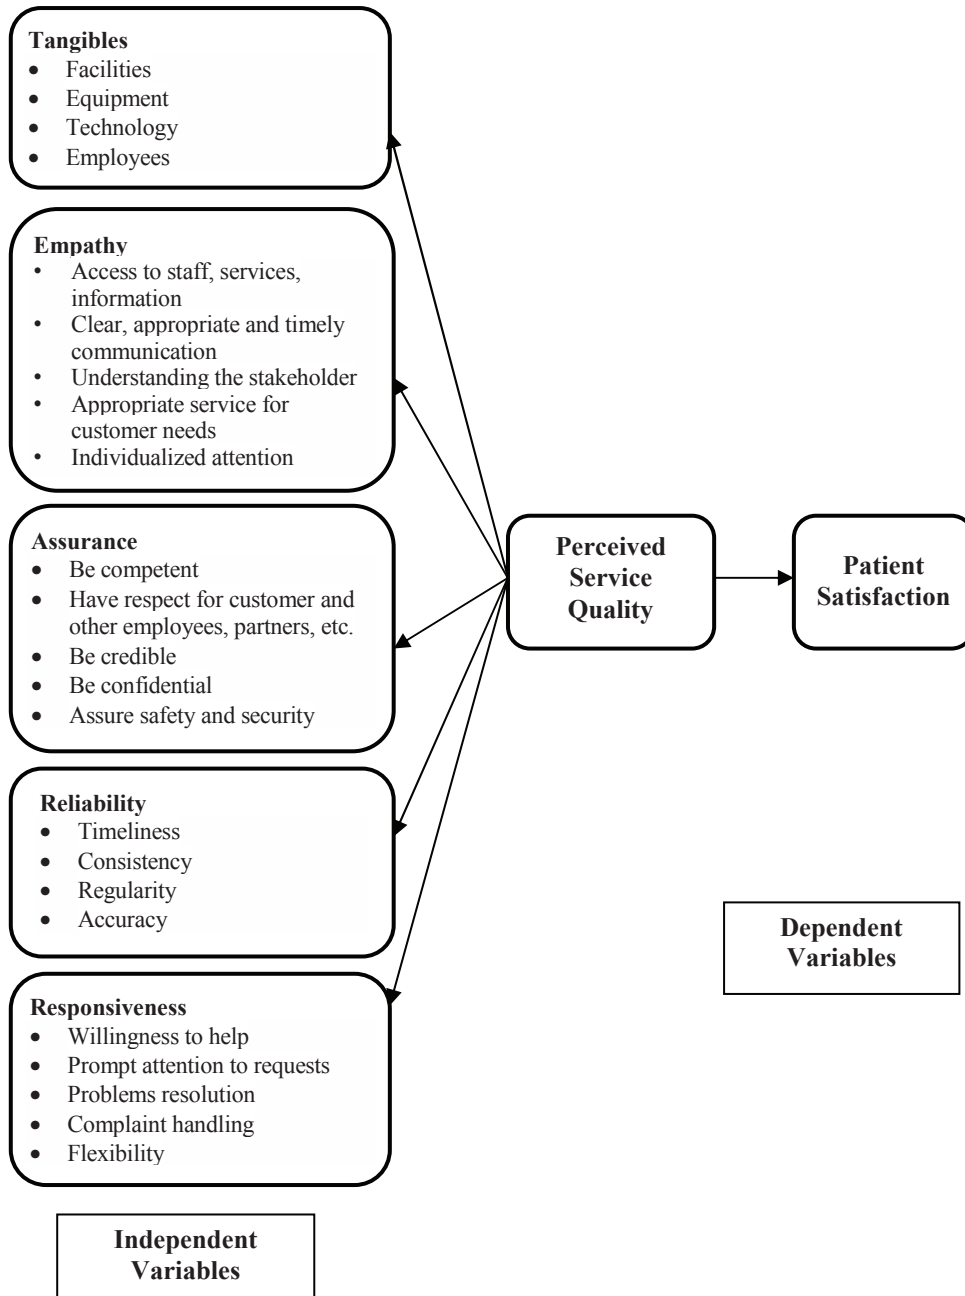 Tangibles
• Facilities
• Equipment
• Technology
• Employees
Empathy
• Access to staff, services,
information
• Clear, appropriate and timely
communication
• Understanding the stakeholder
• Appropriate service for
customer needs
• Individualized attention
Assurance
• Be competent
• Have respect for customer and
other employees, partners, etc.
• Be credible
• Be confidential
• Assure safety and security
Reliability
• Timeliness
• Consistency
• Regularity
• Accuracy
Responsiveness
• Willingness to help
• Prompt attention to requests
• Problems resolution
• Complaint handling
• Flexibility
Independent
Variables
Perceived
Service
Quality
Patient
Satisfaction
Dependent
Variables